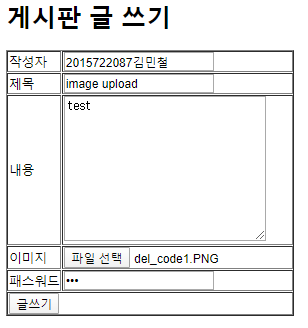 게시판 글 쓰기
작성자 2015722087김민철
제목 image upload
내용 test
이미지 파일 선택 del_code1.PNG
패스워드 •••
글쓰기